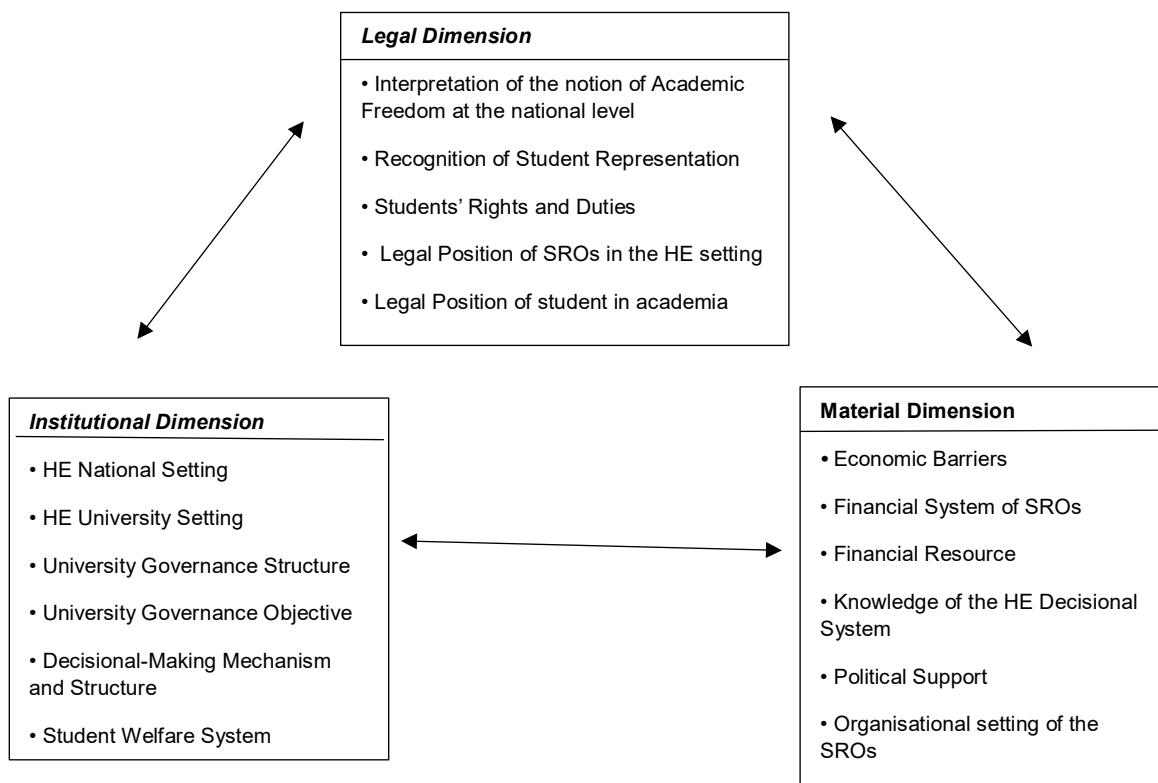 Legal Dimension
• Interpretation of the notion of Academic
Freedom at the national level
• Recognition of Student Representation
• Students’ Rights and Duties
• Legal Position of SROs in the HE setting
• Legal Position of student in academia
Institutional Dimension
• HE National Setting
• HE University Setting
• University Governance Structure
• University Governance Objective
• Decisional-Making Mechanism
and Structure
• Student Welfare System
Material Dimension
• Economic Barriers
• Financial System of SROs
• Financial Resource
• Knowledge of the HE Decisional
System
• Political Support
• Organisational setting of the
SROs